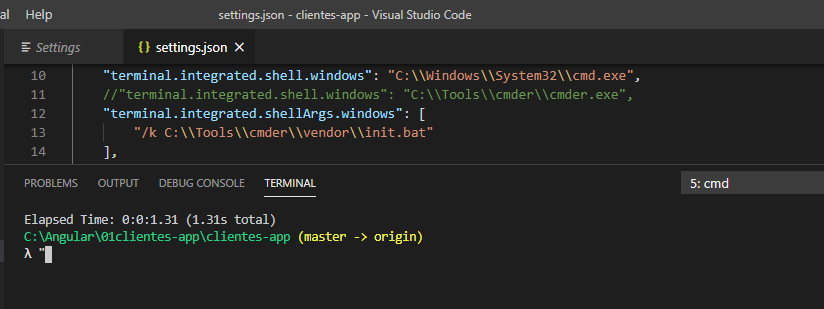 al Help settings.json - clientes-app - Visual Studio Code
Settings {} settings.json ×
10 "terminal.integrated.shell.windows": "C:\\Windows\\System32\\cmd.exe",
11 //"terminal.integrated.shell.windows": "C:\\Tools\\cmder\\cmder.exe",
12 "terminal.integrated.shellArgs.windows": [
13 "/k C:\\Tools\\cmder\\vendor\\init.bat"
14 ],
PROBLEMS OUTPUT DEBUG CONSOLE TERMINAL 5: cmd
Elapsed Time: 0:0:1.31 (1.31s total)
C:\Angular\01clientes-app\clientes-app (master -> origin)
λ "